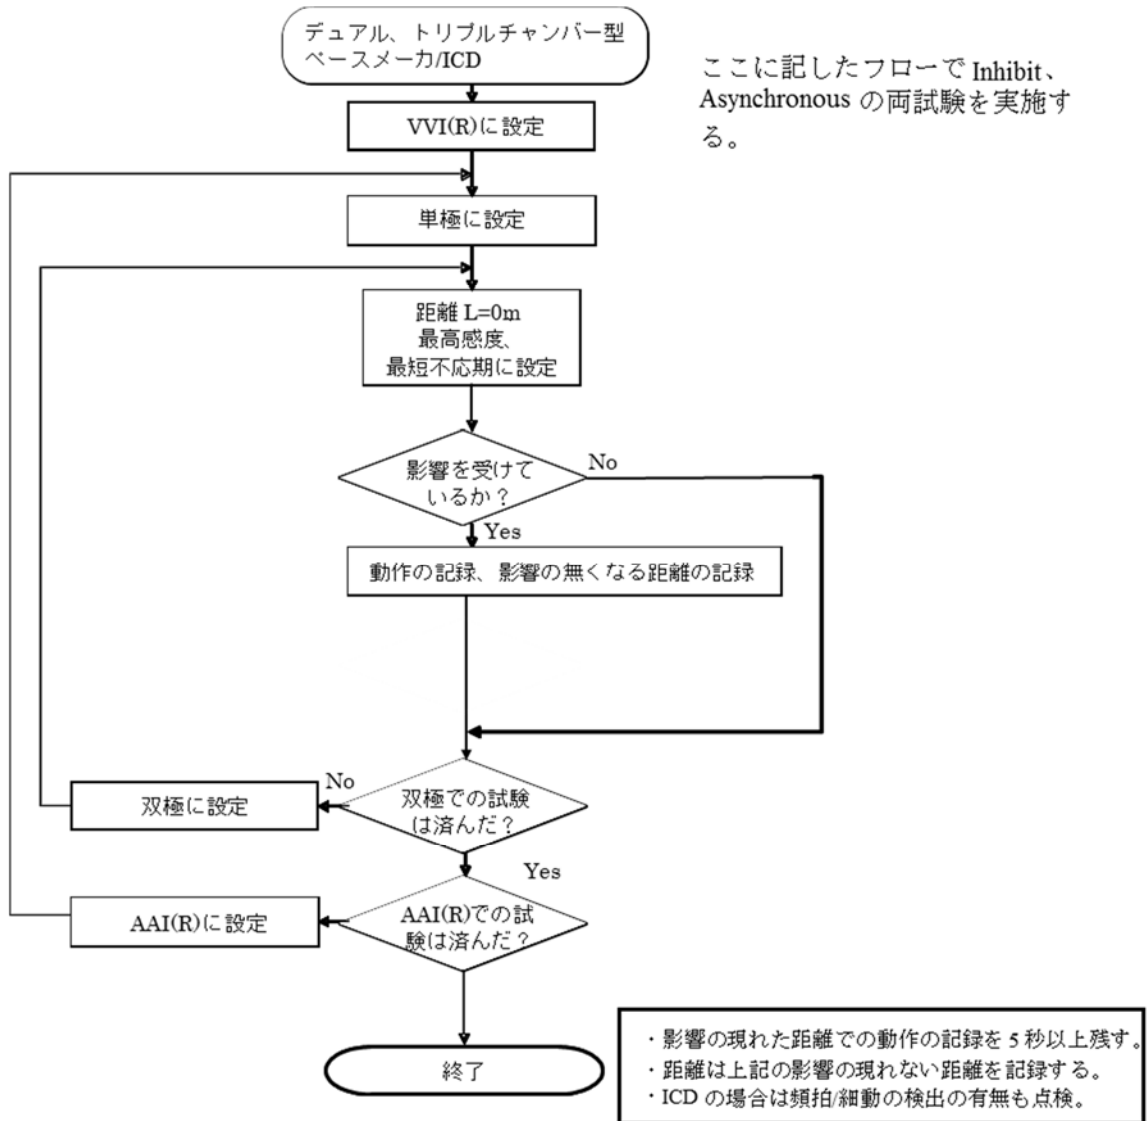 デュアル、トリプルチャンバー型
ペースメーカ/ICD
ここに記したフローで Inhibit、
Asynchronous の両試験を実施す
る。
VVI(R)に設定
単極に設定
距離 L=0m
最高感度、
最短不応期に設定
影響を受けて
いるか？
No
Yes
動作の記録、影響の無くなる距離の記録
双極での試験
は済んだ？
No
双極に設定
Yes
AAI(R)での試
験は済んだ？
AAI(R)に設定
終了
・影響の現れた距離での動作の記録を 5 秒以上残す。
・距離は上記の影響の現れない距離を記録する。
・ICD の場合は頻拍/細動の検出の有無も点検。